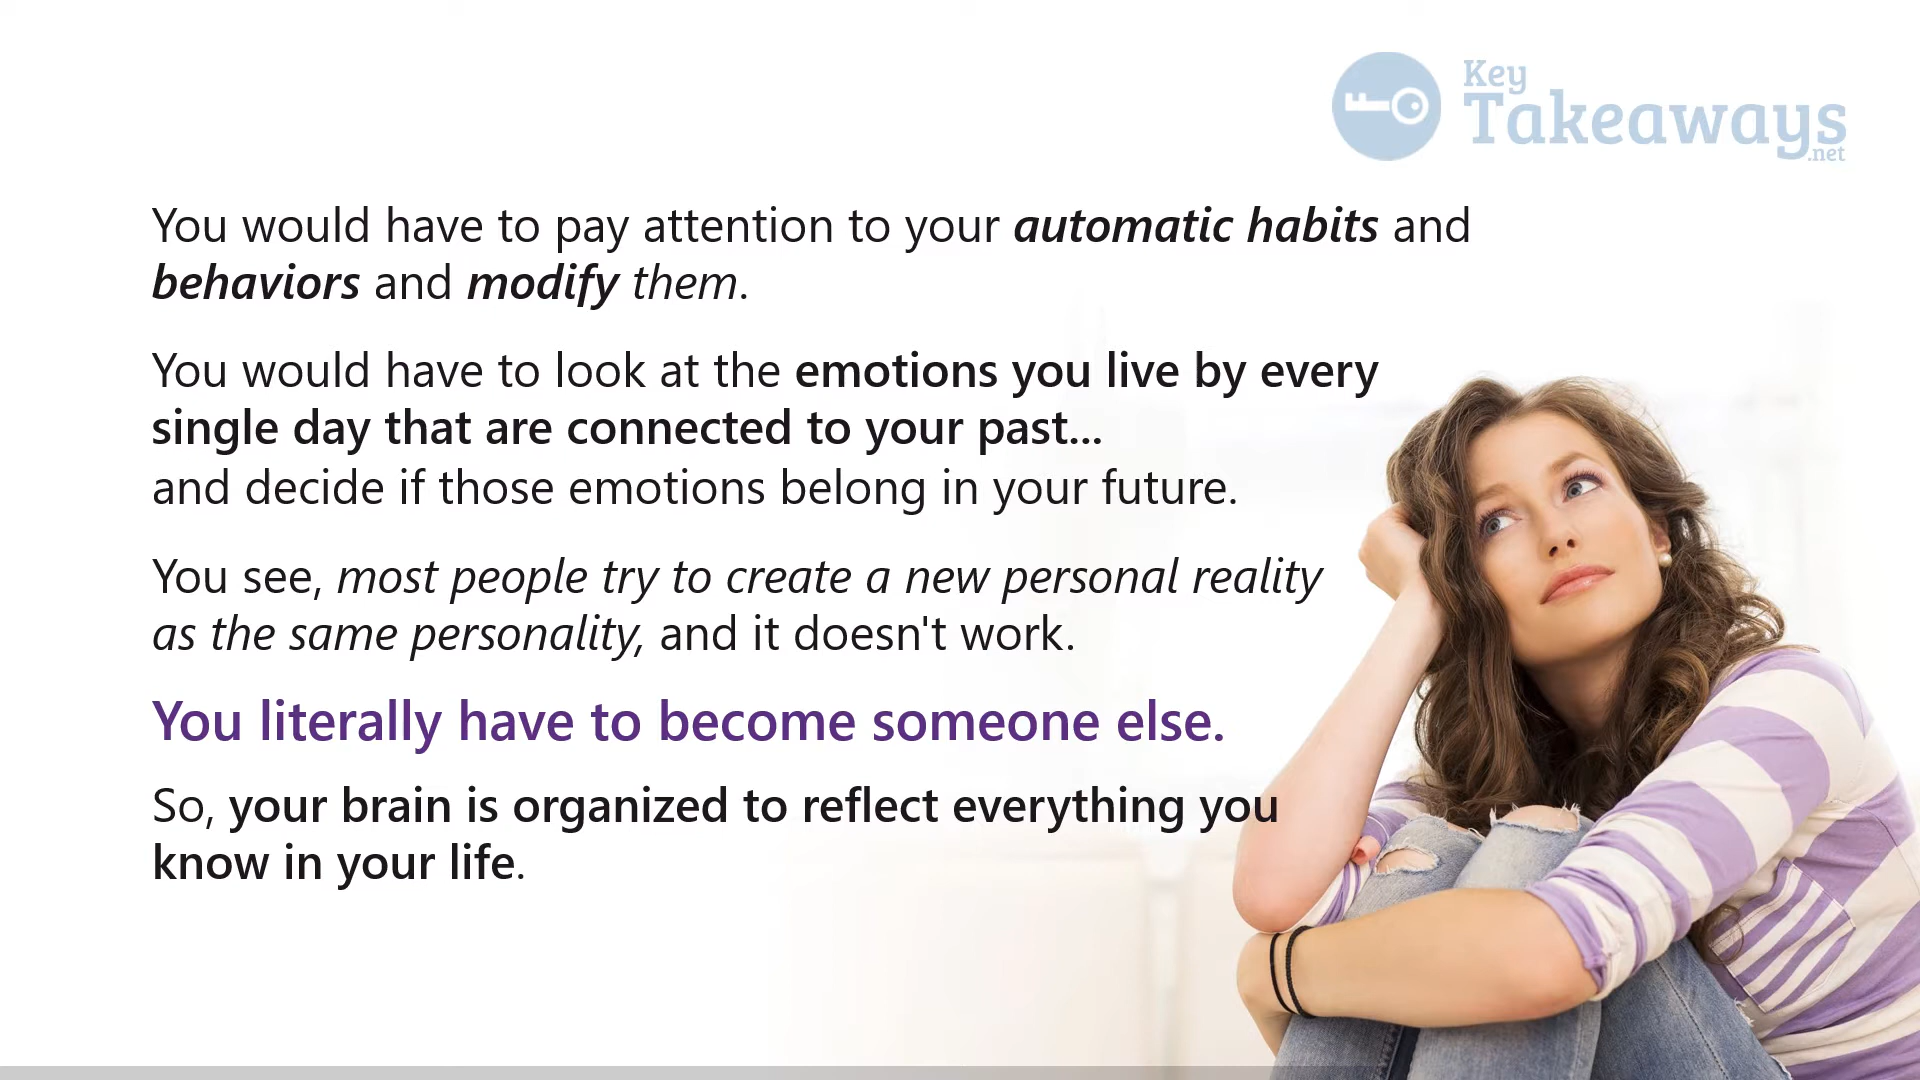 Key
Takeaways
.net
You would have to pay attention to your automatic habits and
behaviors and modify them.
You would have to look at the emotions you live by every
single day that are connected to your past...
and decide if those emotions belong in your future.
You see, most people try to create a new personal reality
as the same personality, and it doesn't work.
You literally have to become someone else.
So, your brain is organized to reflect everything you
know in your life.